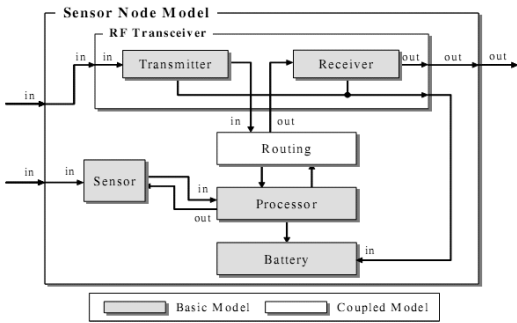 Sensor Node Model
RF Transceiver
in
in
Transmitter
Receiver
out
out
out
in
in
out
Routing
in
in
Sensor
in
out
Processor
in
Battery
Basic Model
Coupled Model